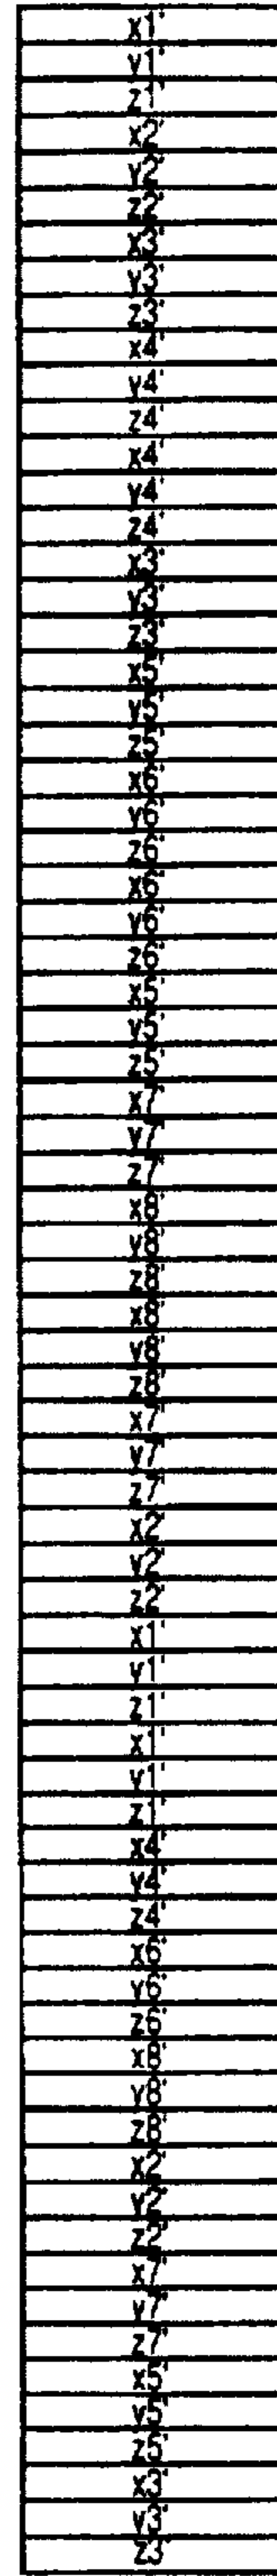 X1'
Y1'
Z1'
X2'
Y2'
Z2'
X3'
Y3'
Z3'
X4'
Y4'
Z4'
X4'
Y4'
Z4'
X3'
Y3'
Z3'
X5'
Y5'
Z5'
X6'
Y6'
Z6'
X6'
Y6'
Z6'
X5'
Y5'
Z5'
X7'
Y7'
Z7'
X8'
Y8'
Z8'
X8'
Y8'
Z8'
X7'
Y7'
Z7'
X2'
Y2'
Z2'
X1'
Y1'
Z1'
X1'
Y1'
Z1'
X4'
Y4'
Z4'
X6'
Y6'
Z6'
X8'
Y8'
Z8'
X2'
Y2'
Z2'
X7'
Y7'
Z7'
X5'
Y5'
Z5'
X3'
Y3'
Z3'